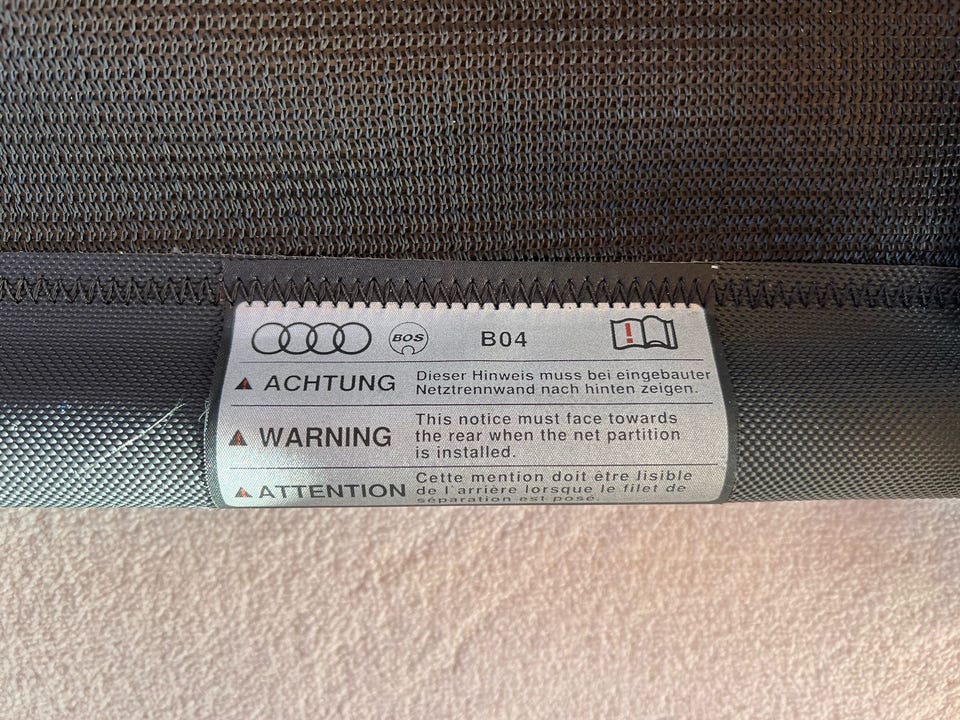 BOS B04 !
ACHTUNG Dieser Hinweis muss bei eingebauter
Netztrennwand nach hinten zeigen.
WARNING This notice must face towards
the rear when the net partition
is installed.
ATTENTION Cette mention doit être lisible
de l'arrière lorsque le filet de
séparation est posé.